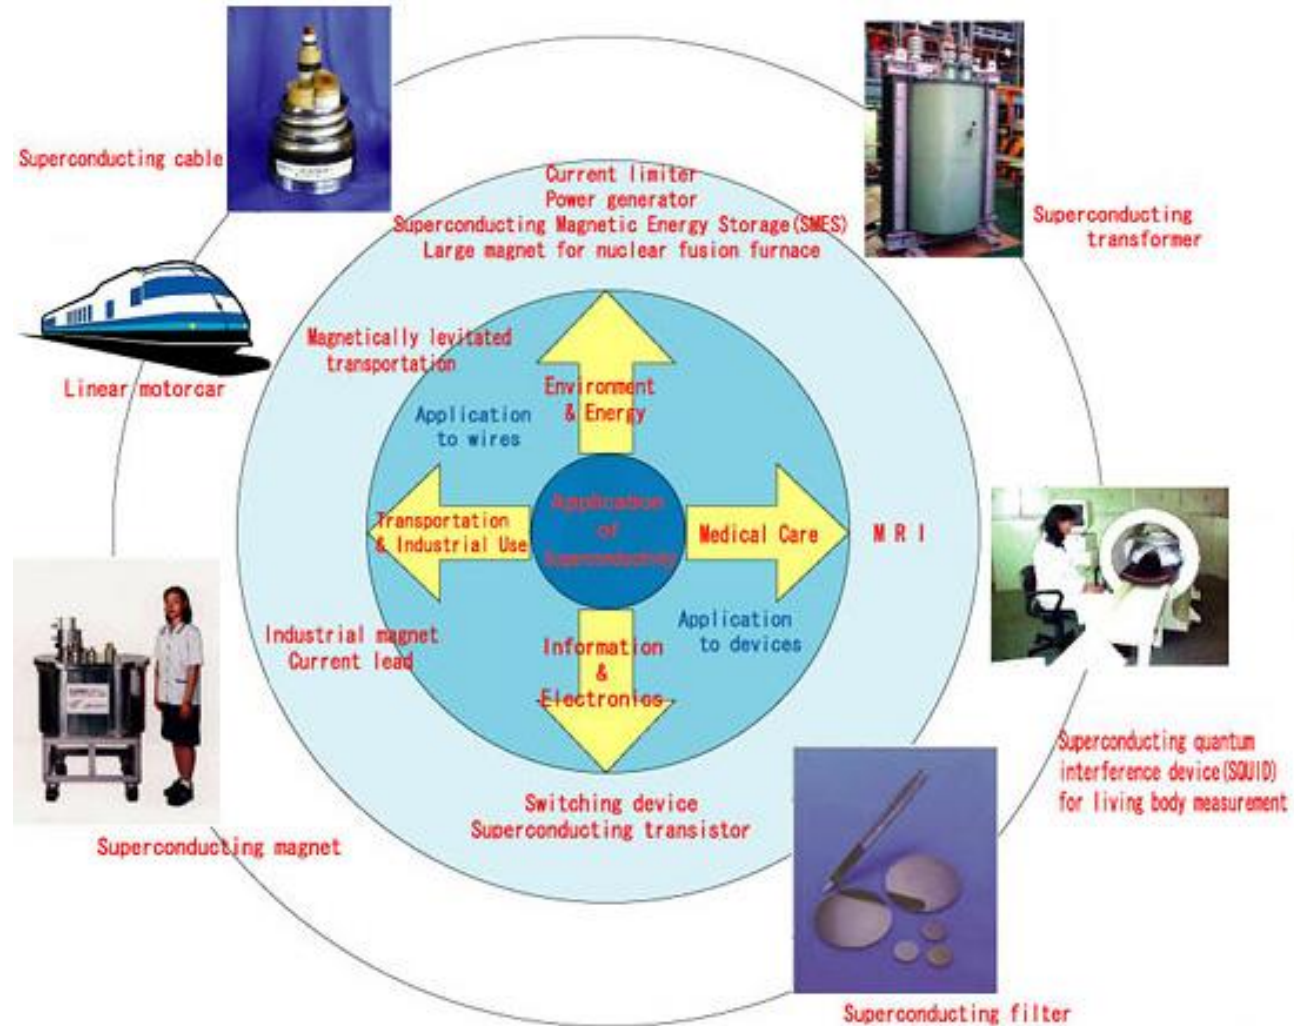 Superconducting cable
Current limiter
Power generator
Superconducting Magnetic Energy Storage(SMES)
Large magnet for nuclear fusion furnace
Superconducting
transformer
Magnetically levitated
transportation
Linear motorcar
Environment
& Energy
Application
to wires
Application
of
Superconductivity
Transportation
& Industrial Use
Medical Care
M R I
Industrial magnet
Current lead
Information
&
Electronics
Application
to devices
Superconducting quantum
interference device(SQUID)
for living body measurement
Switching device
Superconducting transistor
Superconducting magnet
Superconducting filter